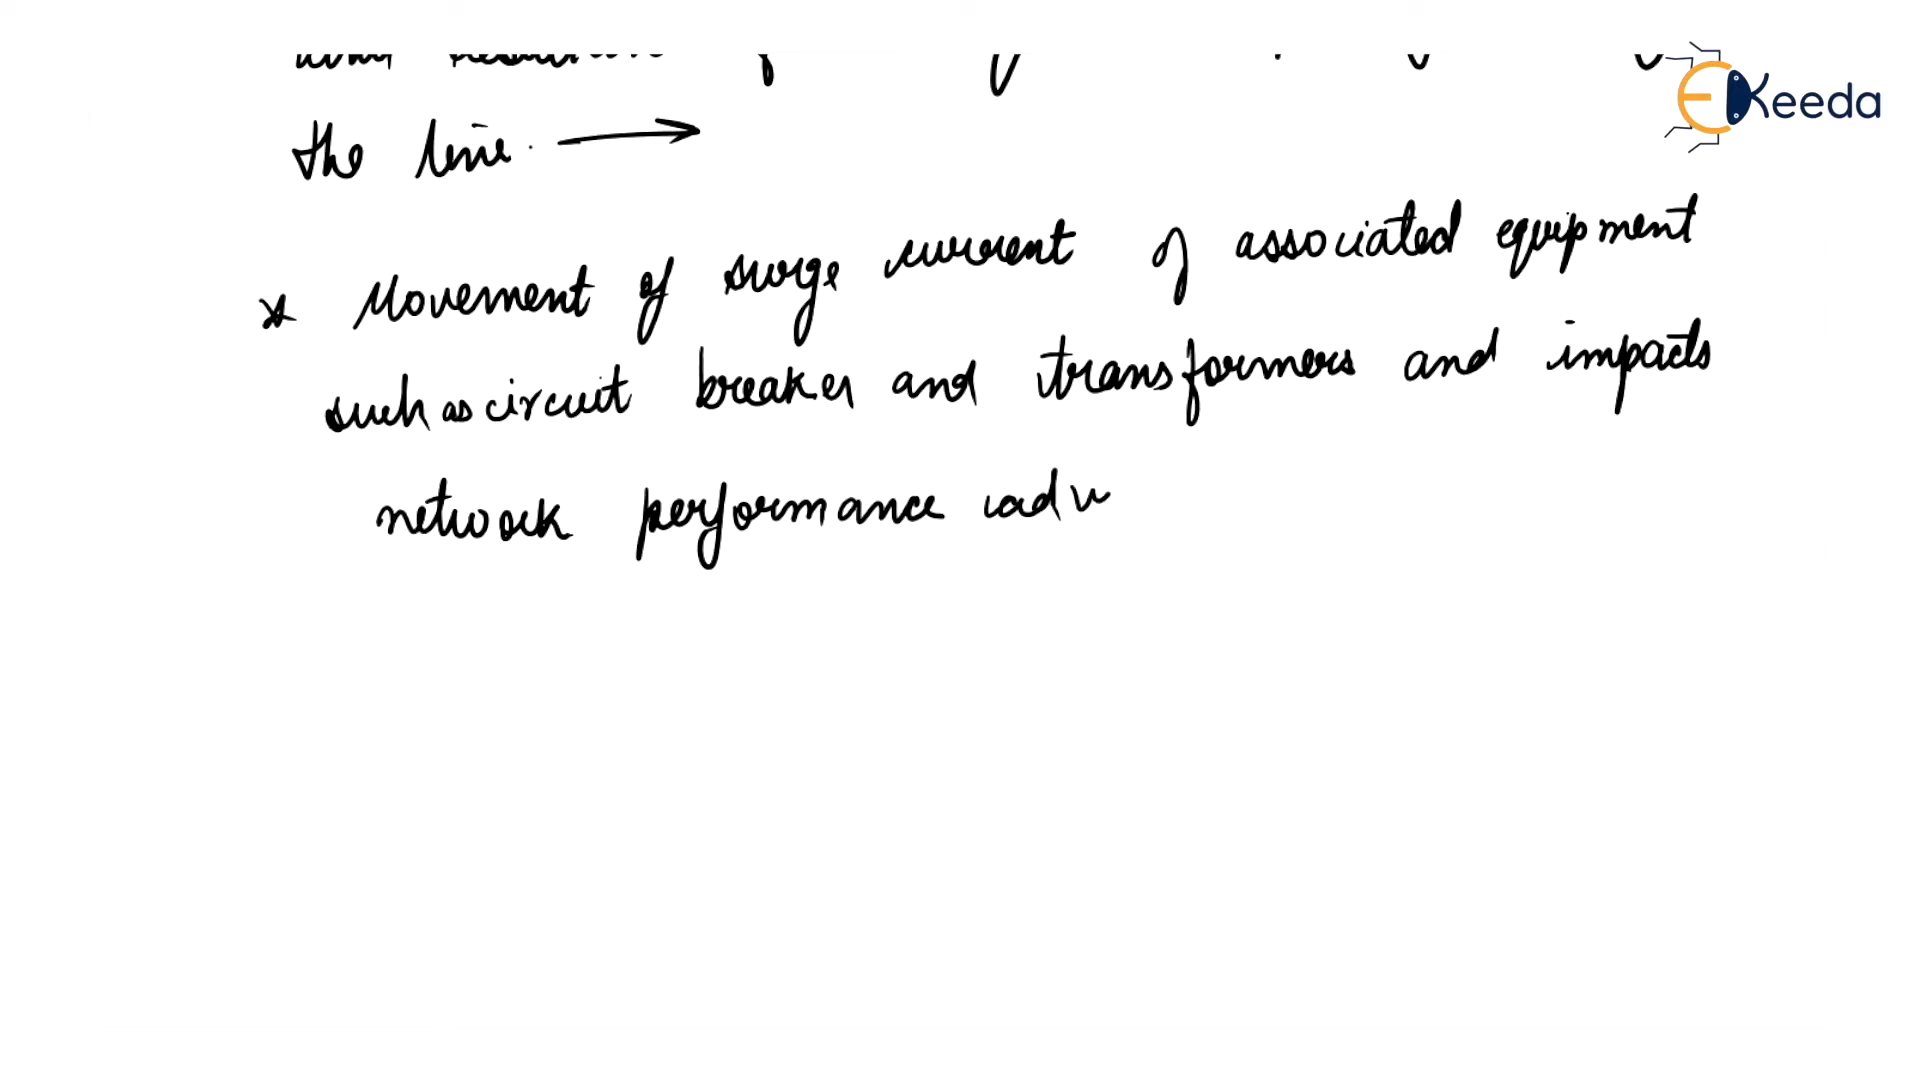 the line. →
Keeda
* Movement of surge current of associated equipment
such as circuit breaker and transformers and impacts
network performance adv